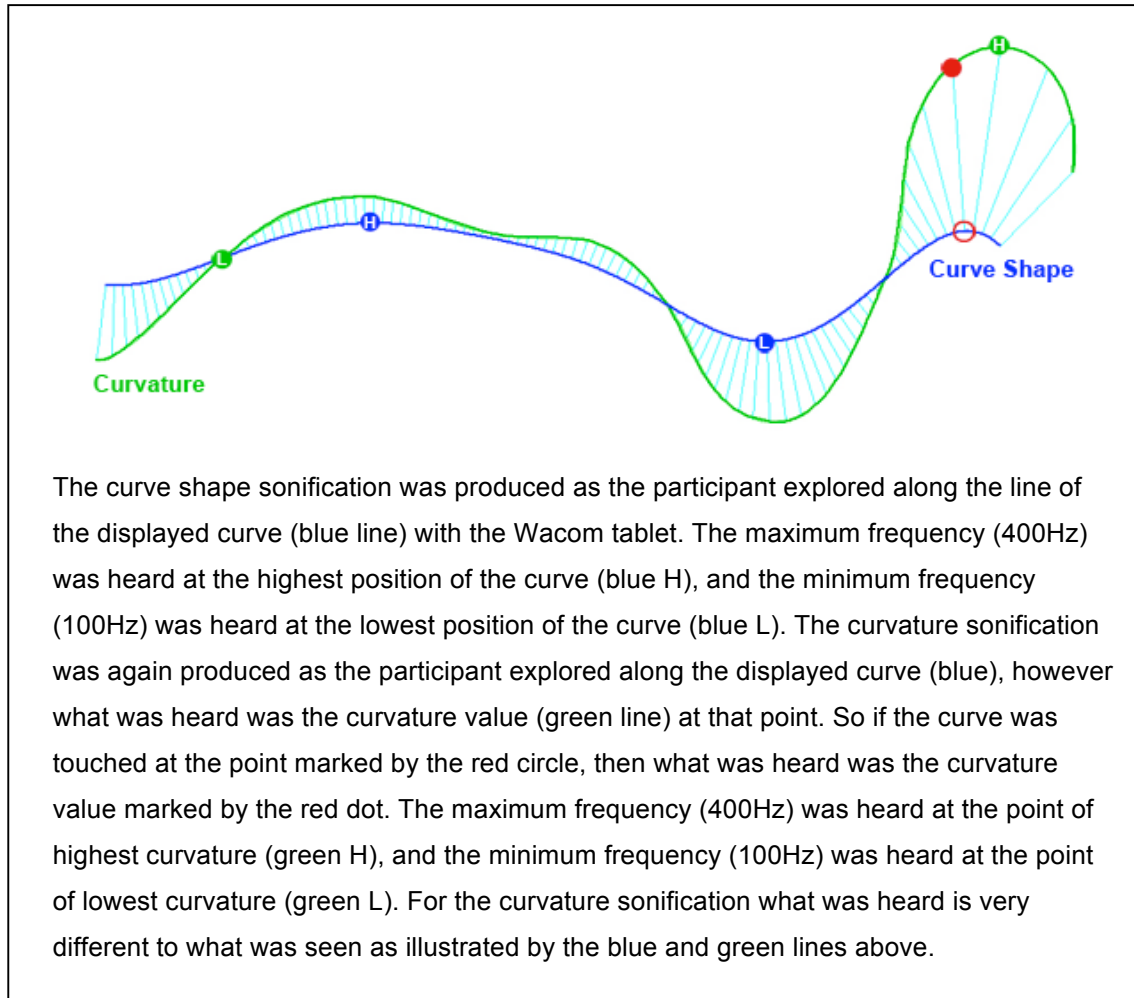 H
H
L
Curve Shape
L
Curvature
The curve shape sonification was produced as the participant explored along the line of
the displayed curve (blue line) with the Wacom tablet. The maximum frequency (400Hz)
was heard at the highest position of the curve (blue H), and the minimum frequency
(100Hz) was heard at the lowest position of the curve (blue L). The curvature sonification
was again produced as the participant explored along the displayed curve (blue), however
what was heard was the curvature value (green line) at that point. So if the curve was
touched at the point marked by the red circle, then what was heard was the curvature
value marked by the red dot. The maximum frequency (400Hz) was heard at the point of
highest curvature (green H), and the minimum frequency (100Hz) was heard at the point
of lowest curvature (green L). For the curvature sonification what was heard is very
different to what was seen as illustrated by the blue and green lines above.